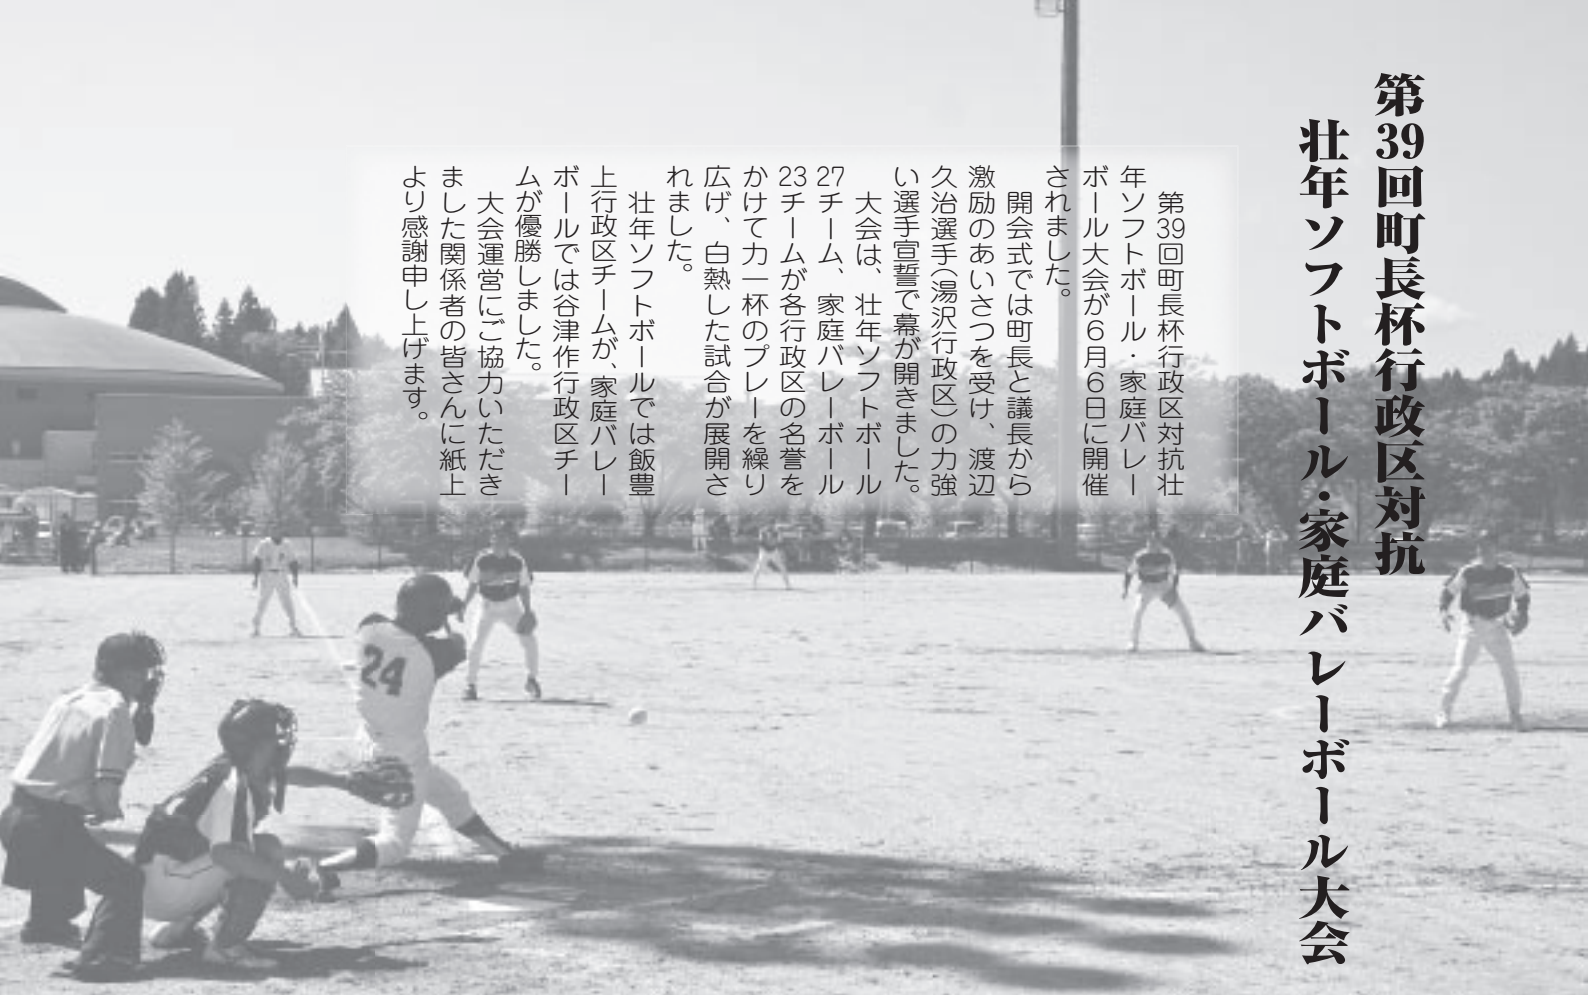 第39回町長杯行政区対抗
壮年ソフトボール・家庭バレーボール大会
第39回町長杯行政区対抗壮
年ソフトボール・家庭バレー
ボール大会が６月６日に開催
されました。
開会式では町長と議長から
激励のあいさつを受け、渡辺
久治選手（湯沢行政区）の力強
い選手宣誓で幕が開きました。
大会は、壮年ソフトボール
27チーム、家庭バレーボール
23チームが各行政区の名誉を
かけて力一杯のプレーを繰り
広げ、白熱した試合が展開さ
れました。
壮年ソフトボールでは飯豊
上行政区チームが、家庭バレー
ボールでは谷津作行政区チー
ムが優勝しました。
大会運営にご協力いただき
ました関係者の皆さんに紙上
より感謝申し上げます。
24